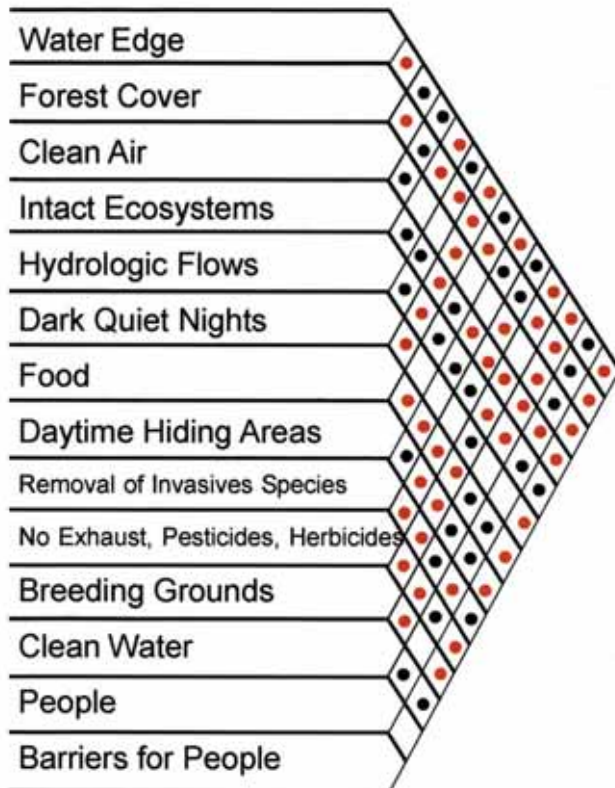 Water Edge
Forest Cover
Clean Air
Intact Ecosystems
Hydrologic Flows
Dark Quiet Nights
Food
Daytime Hiding Areas
Removal of Invasives Species
No Exhaust, Pesticides, Herbicides
Breeding Grounds
Clean Water
People
Barriers for People